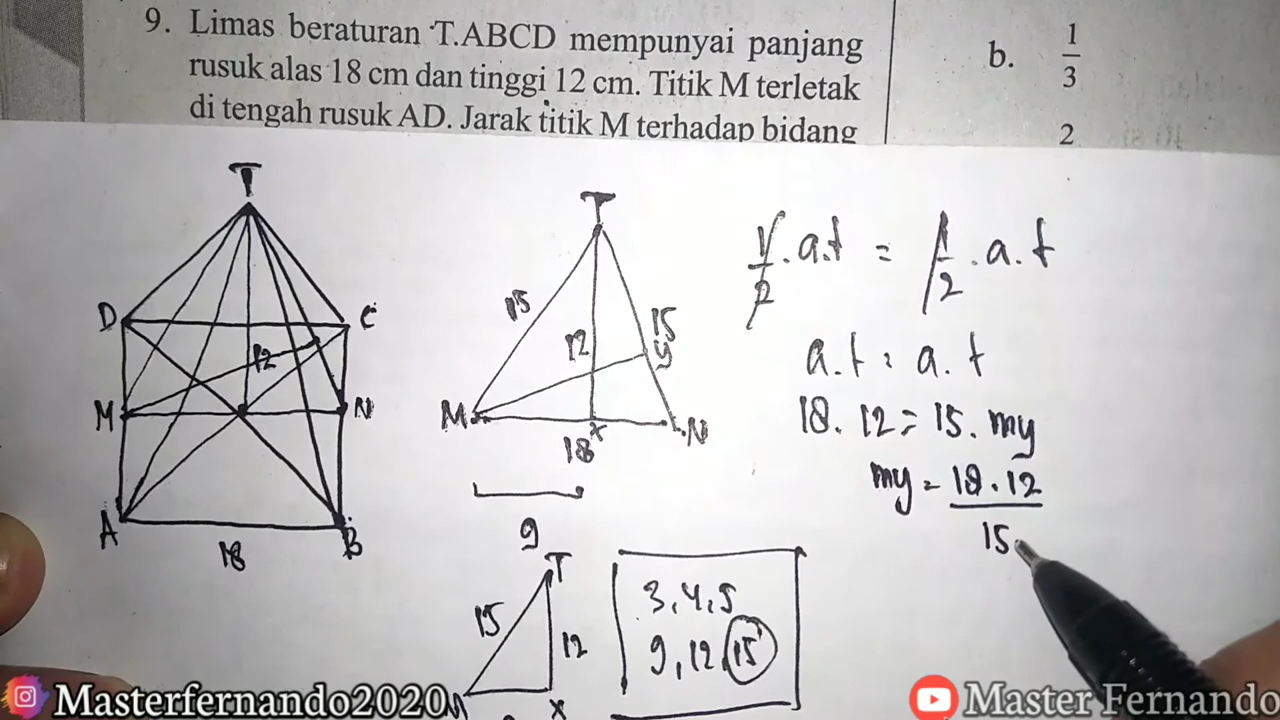 9. Limas beraturan T.ABCD mempunyai panjang
rusuk alas 18 cm dan tinggi 12 cm. Titik M terletak
di tengah rusuk AD. Jarak titik M terhadap bidang
b. 1/3
2
T
D
C
12
M
N
A
B
18
T
15
12
15
y
M
x
N
18
9
1/2 . a.t = 1/2 . a.t
a.t = a.t
18. 12 = 15. my
my = 18.12
15
T
15
12
x
3,4,5
9,12,15
Masterfernando2020
Master Fernando